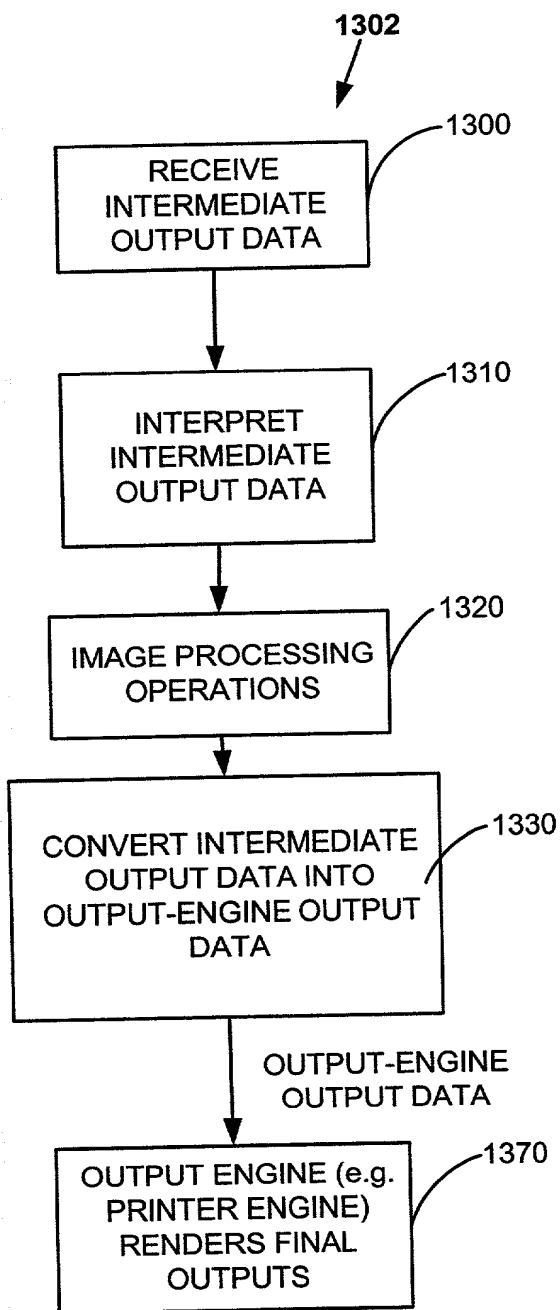 1302
1300
RECEIVE
INTERMEDIATE
OUTPUT DATA
1310
INTERPRET
INTERMEDIATE
OUTPUT DATA
1320
IMAGE PROCESSING
OPERATIONS
1330
CONVERT INTERMEDIATE
OUTPUT DATA INTO
OUTPUT-ENGINE OUTPUT
DATA
OUTPUT-ENGINE
OUTPUT DATA
1370
OUTPUT ENGINE (e.g.
PRINTER ENGINE)
RENDERS FINAL
OUTPUTS